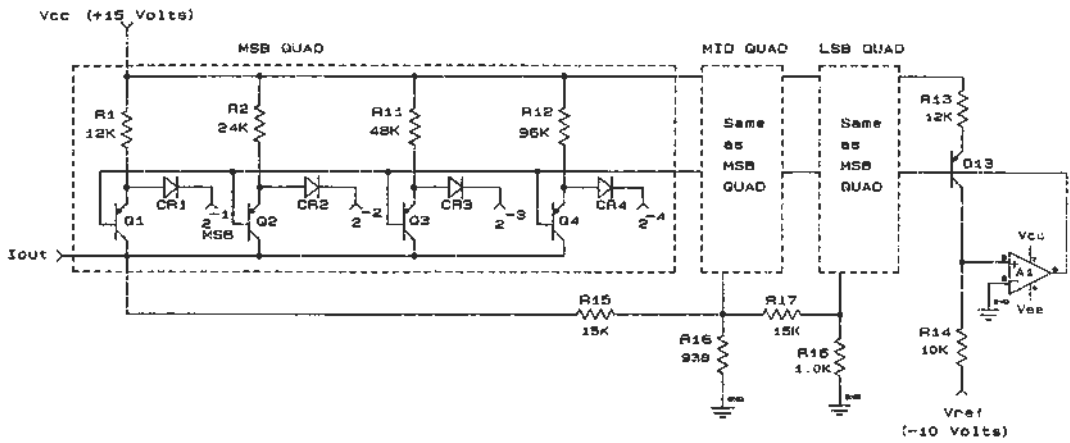 Vcc (+15 Volts)
MSB QUAD
MID QUAD
LSB QUAD
R1
12K
R2
24K
R11
48K
R12
96K
R13
12K
Same
as
MSB
QUAD
Same
as
MSB
QUAD
Q13
CR1
CR2
CR3
CR4
2-1
MSB
2-2
2-3
2-4
Q1
Q2
Q3
Q4
Iout
Vcc
A1
Vee
R15
15K
R17
15K
R16
938
R16
1.0K
R14
10K
Vref
(-10 Volts)